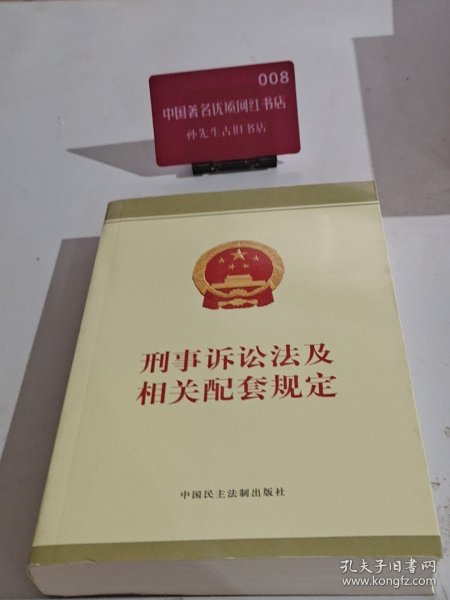 008
中国著名优质网红书店
孙先生古旧书店
刑事诉讼法及
相关配套规定
中国民主法制出版社
孔夫子旧书网
www.kongfz.com